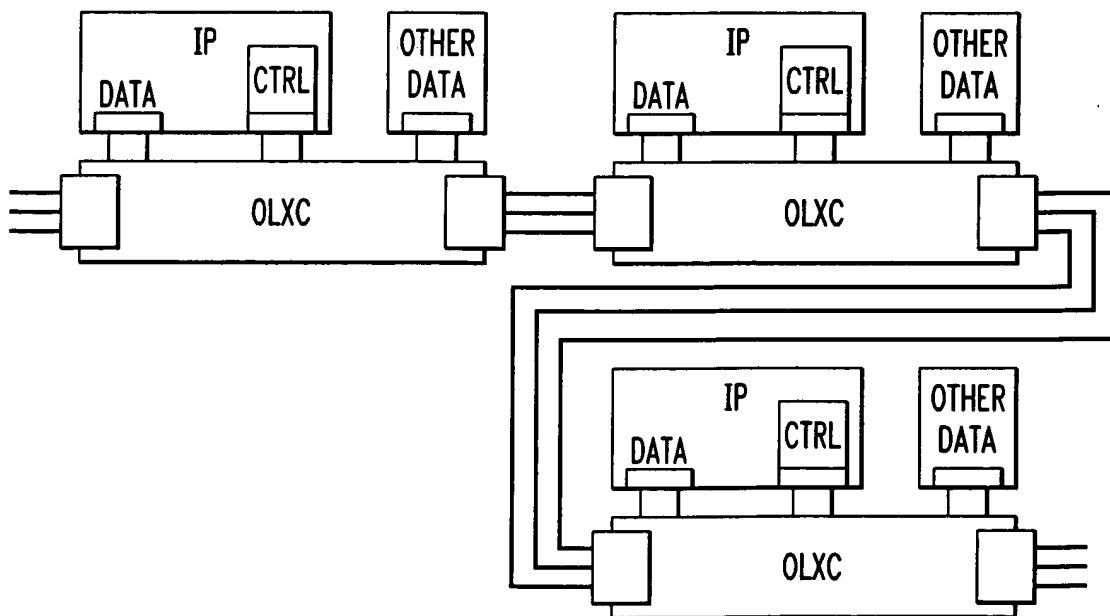 IP
CTRL
DATA
OTHER
DATA
OLXC
IP
CTRL
DATA
OTHER
DATA
OLXC
IP
CTRL
DATA
OTHER
DATA
OLXC